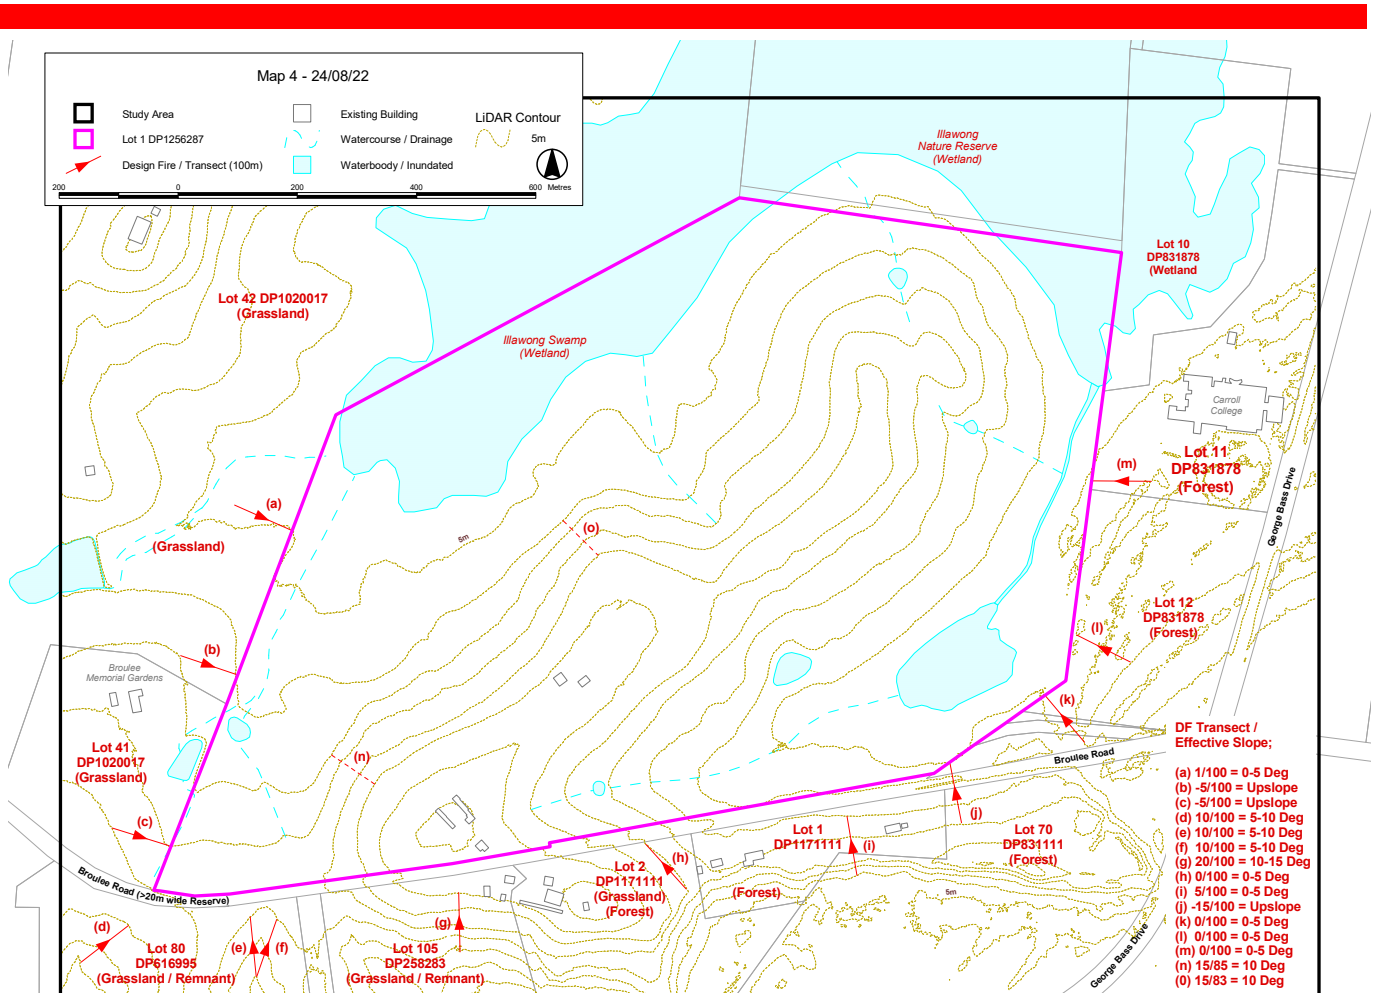 Map 4 - 24/08/22
Study Area
Existing Building
LiDAR Contour
Lot 1 DP1256287
Watercourse / Drainage
5m
Design Fire / Transect (100m)
Waterbody / Inundated
200
0
200
400
600
Metres
Illawong
Nature Reserve
(Wetland)
Lot 10
DP831878
(Wetland
Lot 42 DP1020017
(Grassland)
Illawong Swamp
(Wetland)
Carroll
College
Lot 11
DP831878
(Forest)
(m)
George Bass Drive
(a)
(Grassland)
5m
(o)
Lot 12
DP831878
(Forest)
(l)
(b)
Broulee
Memorial Gardens
(k)
Lot 41
DP1020017
(Grassland)
(n)
Broulee Road
(c)
(j)
Lot 1
DP1171111
(i)
Lot 70
DP831111
(Forest)
(h)
Lot 2
DP1171111
(Grassland)
(Forest)
(Forest)
5m
Broulee Road (>20m wide Reserve)
(d)
(e)
(f)
(g)
Lot 80
DP616995
(Grassland / Remnant)
Lot 105
DP258283
(Grassland / Remnant)
George Bass Drive
DF Transect /
Effective Slope;
(a) 1/100 = 0-5 Deg
(b) -5/100 = Upslope
(c) -5/100 = Upslope
(d) 10/100 = 5-10 Deg
(e) 10/100 = 5-10 Deg
(f) 10/100 = 5-10 Deg
(g) 20/100 = 10-15 Deg
(h) 0/100 = 0-5 Deg
(i) 5/100 = 0-5 Deg
(j) -15/100 = Upslope
(k) 0/100 = 0-5 Deg
(l) 0/100 = 0-5 Deg
(m) 0/100 = 0-5 Deg
(n) 15/85 = 10 Deg
(0) 15/83 = 10 Deg